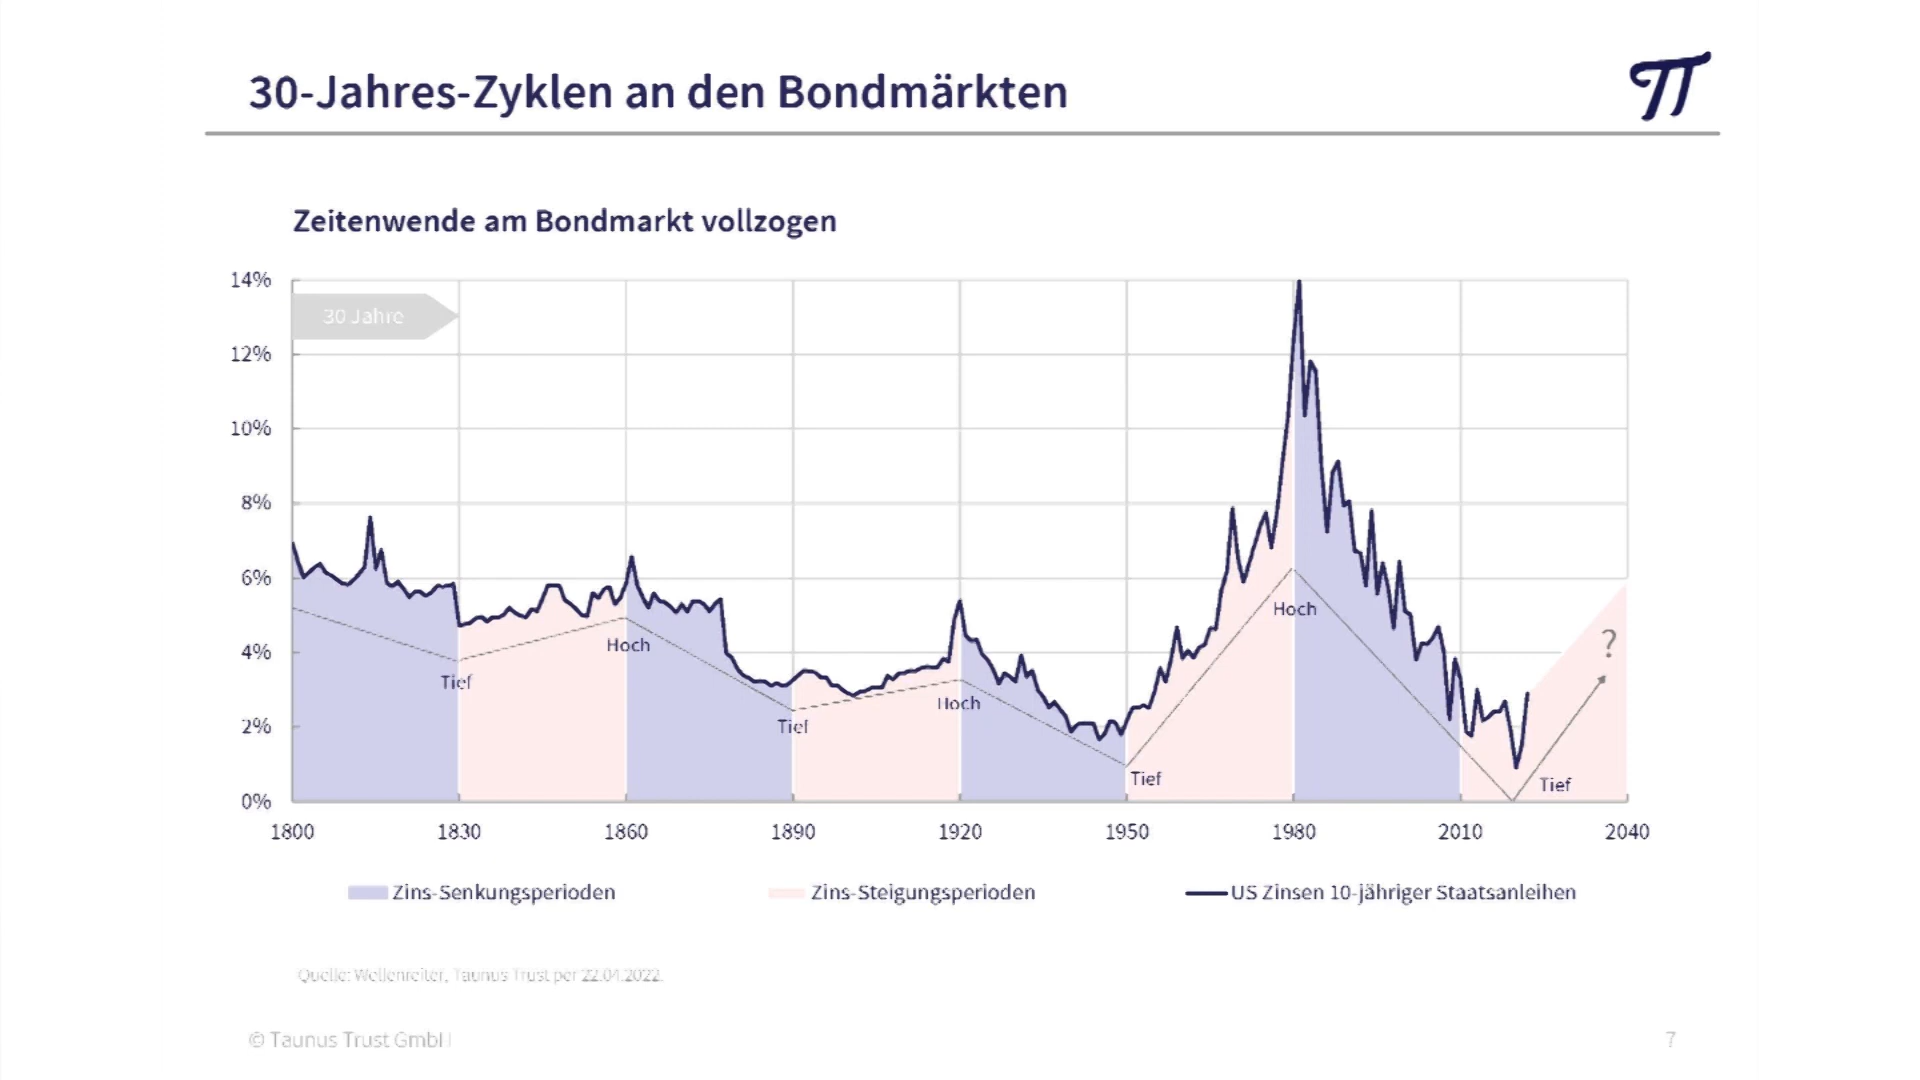 30-Jahres-Zyklen an den Bondmärkten
Zeitenwende am Bondmarkt vollzogen
14%
30 Jahre
12%
10%
8%
6%
4%
2%
0%
Tief
Hoch
Tief
Hoch
Tief
Hoch
Tief
?
1800 1830 1860 1890 1920 1950 1980 2010 2040
Zins-Senkungsperioden Zins-Steigungsperioden US Zinsen 10-jähriger Staatsanleihen
Quelle: Wellenreiter, Taunus Trust per 22.04.2022.
© Taunus Trust GmbH 7